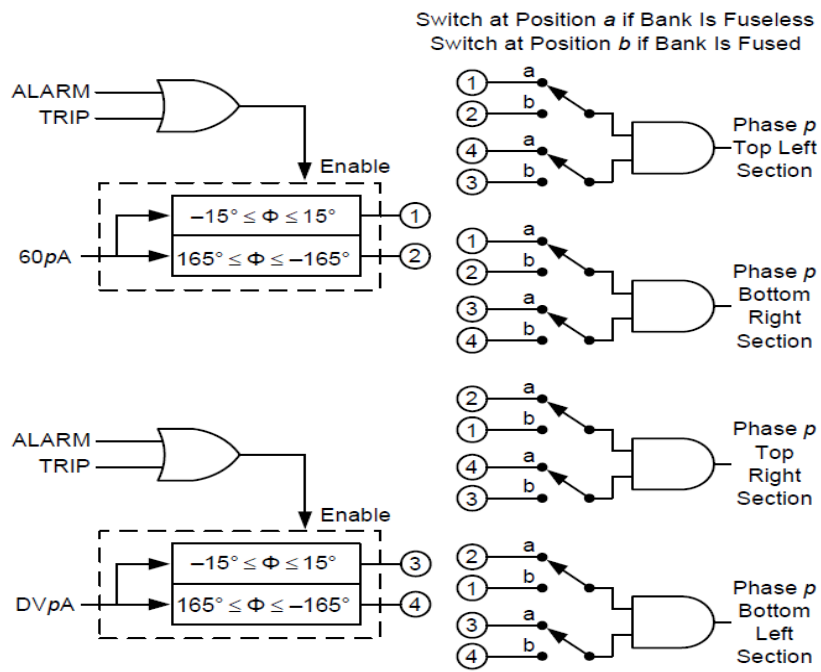 Switch at Position a if Bank Is Fuseless
Switch at Position b if Bank Is Fused
ALARM
TRIP
Enable
60pA
−15° ≤ Φ ≤ 15°
165° ≤ Φ ≤ −165°
1
2
ALARM
TRIP
Enable
DVpA
−15° ≤ Φ ≤ 15°
165° ≤ Φ ≤ −165°
3
4
1
a
2
b
4
a
3
b
Phase p
Top Left
Section
1
a
2
b
3
a
4
b
Phase p
Bottom
Right
Section
2
a
1
b
4
a
3
b
Phase p
Top
Right
Section
2
a
1
b
3
a
4
b
Phase p
Bottom
Left
Section